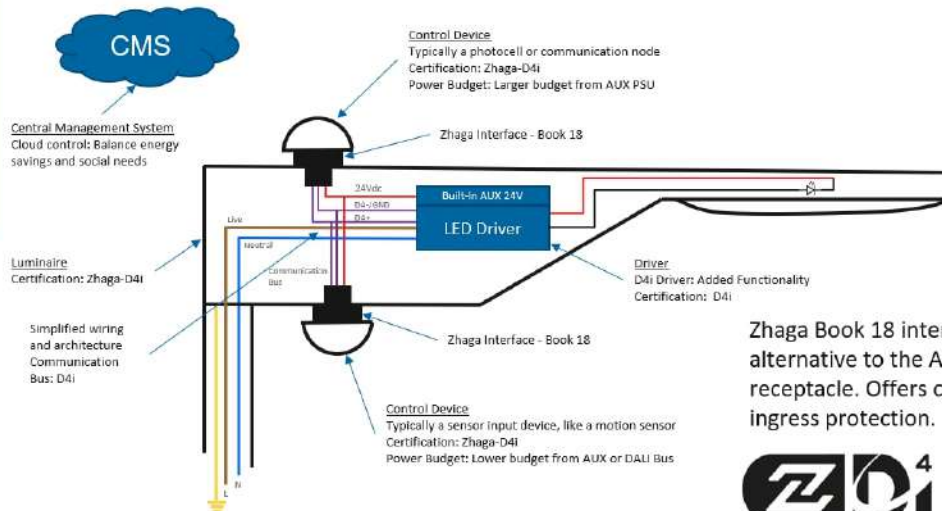 CMS
Central Management System
Cloud control: Balance energy
savings and social needs
Control Device
Typically a photocell or communication node
Certification: Zhaga-D4i
Power Budget: Larger budget from AUX PSU
Zhaga Interface - Book 18
24Vdc
DA-/GND
DA+
Built-in AUX 24V
LED Driver
Live
Neutral
Communication
Bus
Luminaire
Certification: Zhaga-D4i
Driver
D4i Driver: Added Functionality
Certification: D4i
Simplified wiring
and architecture
Communication
Bus: D4i
Zhaga Interface - Book 18
Control Device
Typically a sensor input device, like a motion sensor
Certification: Zhaga-D4i
Power Budget: Lower budget from AUX or DALI Bus
L
N
Zhaga Book 18 inter
alternative to the A
receptacle. Offers c
ingress protection.
Z D4i